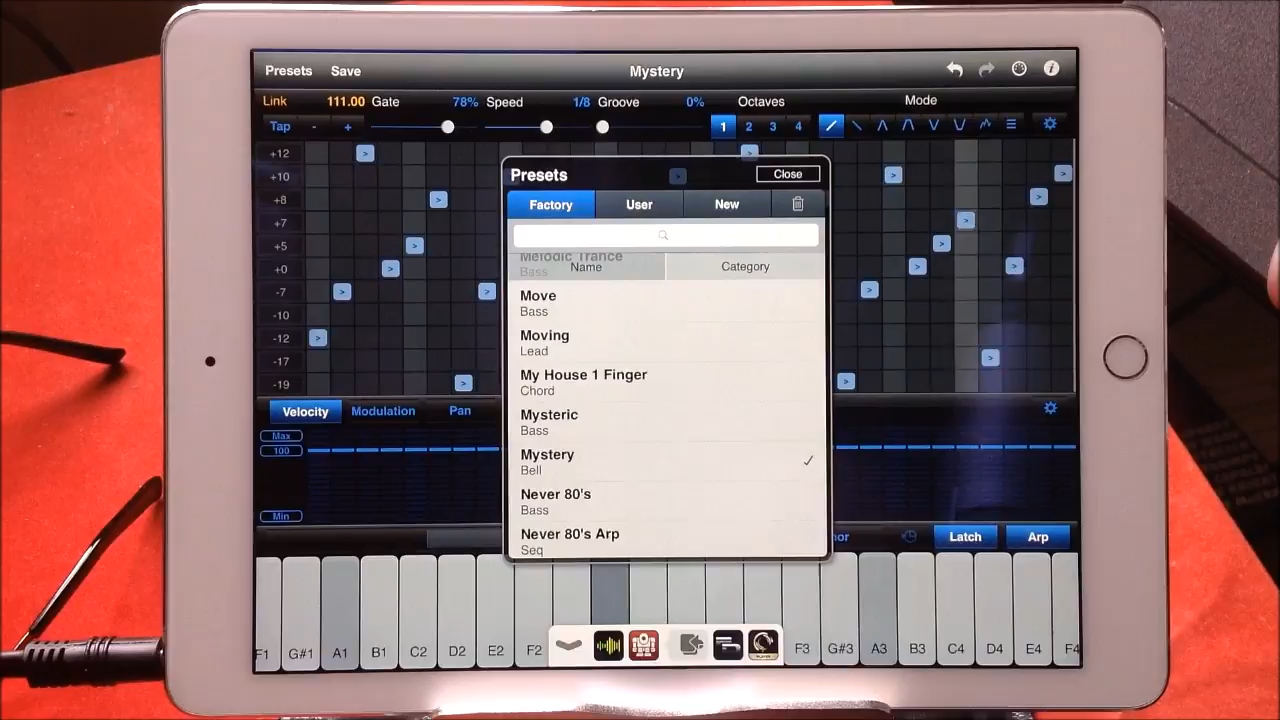 Presets Save Mystery
Link 111.00 Gate 78% Speed 1/8 Groove 0% Octaves Mode
Tap - + 1 2 3 4
+12
+10
+8
+7
+5
+0
-7
-10
-12
-17
-19
Presets Close
Factory User New
Melodic Trance
Bass
Name Category
Move
Bass
Moving
Lead
My House 1 Finger
Chord
Mysteric
Bass
Mystery
Bell
Never 80's
Bass
Never 80's Arp
Seq
Velocity Modulation Pan
Max
100
Min
nor Latch Arp
F1 G#1 A1 B1 C2 D2 E2 F2 F3 G#3 A3 B3 C4 D4 E4 F4